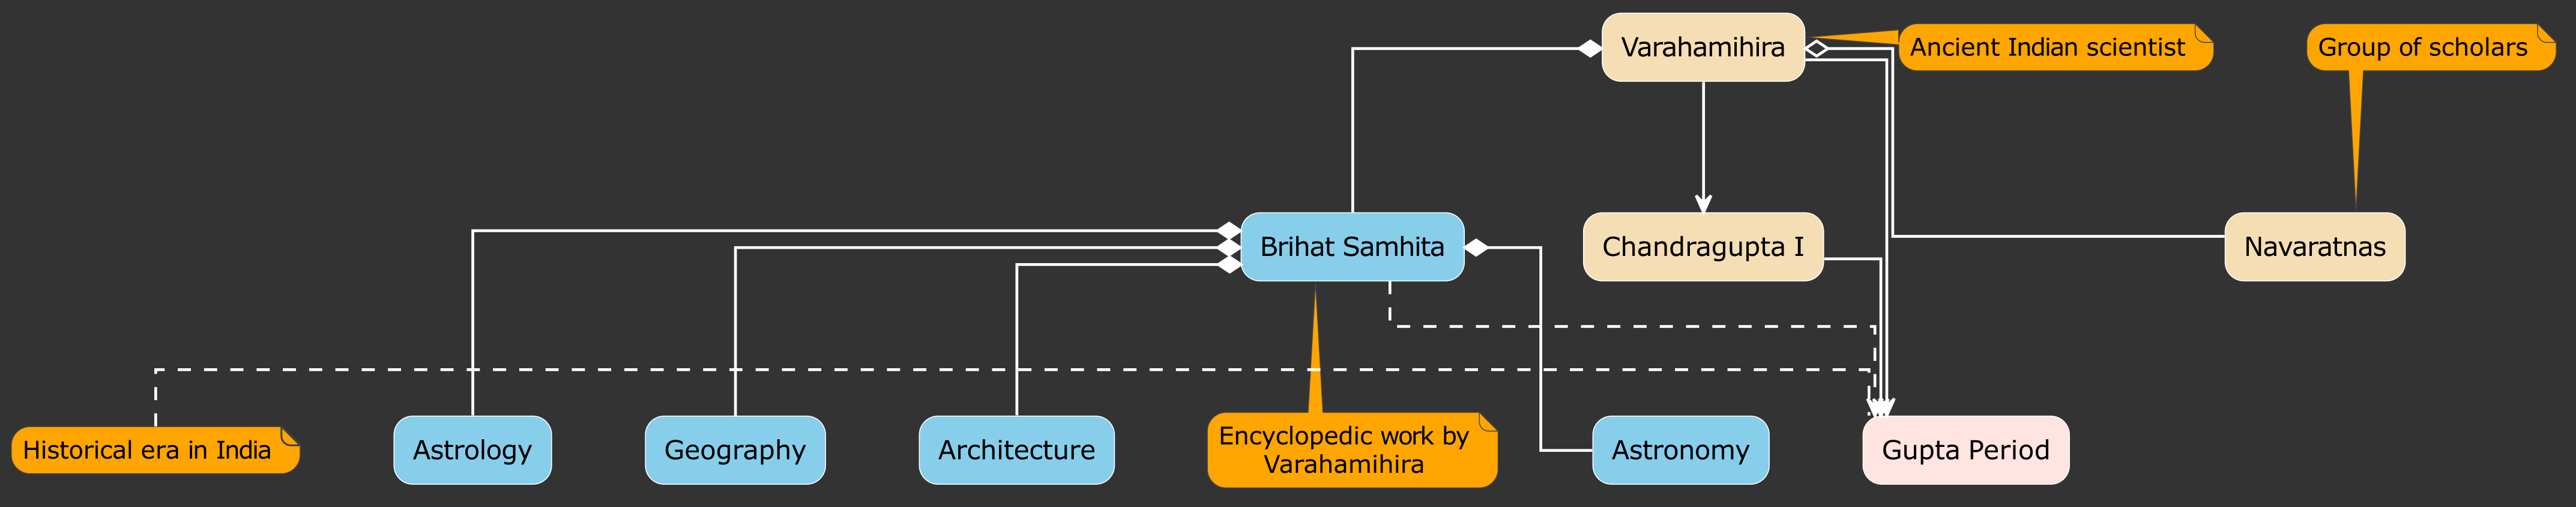 Varahamihira
Ancient Indian scientist
Group of scholars
Brihat Samhita
Chandragupta I
Navaratnas
Historical era in India
Astrology
Geography
Architecture
Encyclopedic work by
Varahamihira
Astronomy
Gupta Period